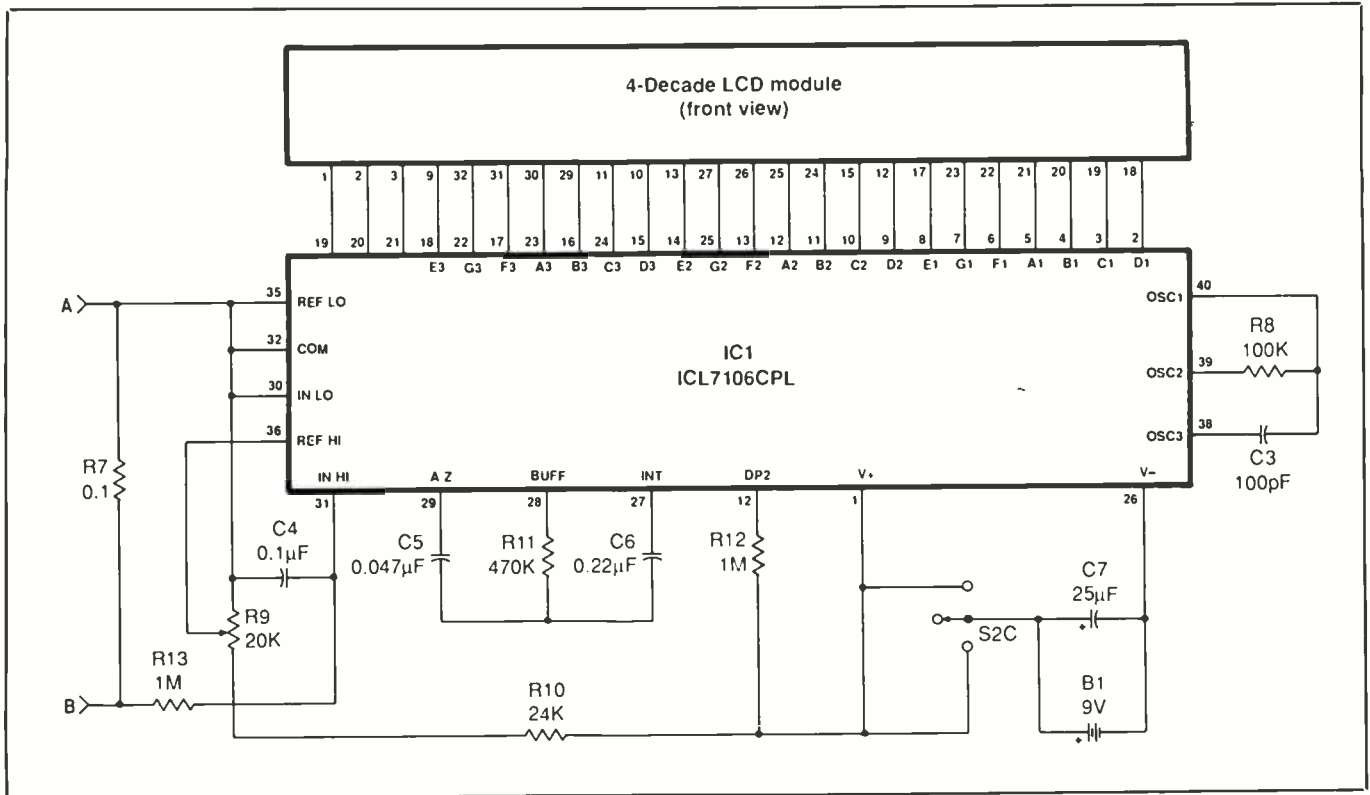 4-Decade LCD module
(front view)
1 2 3 9 32 31 30 29 11 10 13 27 26 25 24 15 12 17 23 22 21 20 19 18
19 20 21 18 22 17 23 16 24 15 14 25 13 12 11 10 9 8 7 6 5 4 3 2
E3 G3 F3 A3 B3 C3 D3 E2 G2 F2 A2 B2 C2 D2 E1 G1 F1 A1 B1 C1 D1
A
35 REF LO
32 COM
30 IN LO
36 REF HI
IC1
ICL7106CPL
OSC1 40
OSC2 39
OSC3 38
R8
100K
C3
100pF
R7
0.1
IN HI
31
A Z
29
BUFF
28
INT
27
DP2
12
V+
1
V–
26
C4
0.1µF
C5
0.047µF
R11
470K
C6
0.22µF
R12
1M
C7
25µF
+
S2C
R9
20K
R13
1M
B
R10
24K
B1
9V
+